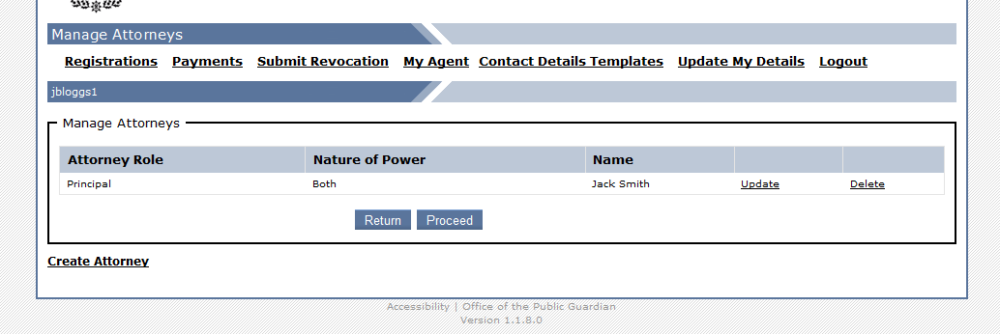 Manage Attorneys
Registrations Payments Submit Revocation My Agent Contact Details Templates Update My Details Logout
jbloggs1
Manage Attorneys
Attorney Role Nature of Power Name
Principal Both Jack Smith Update Delete
Return Proceed
Create Attorney
Accessibility | Office of the Public Guardian
Version 1.1.8.0